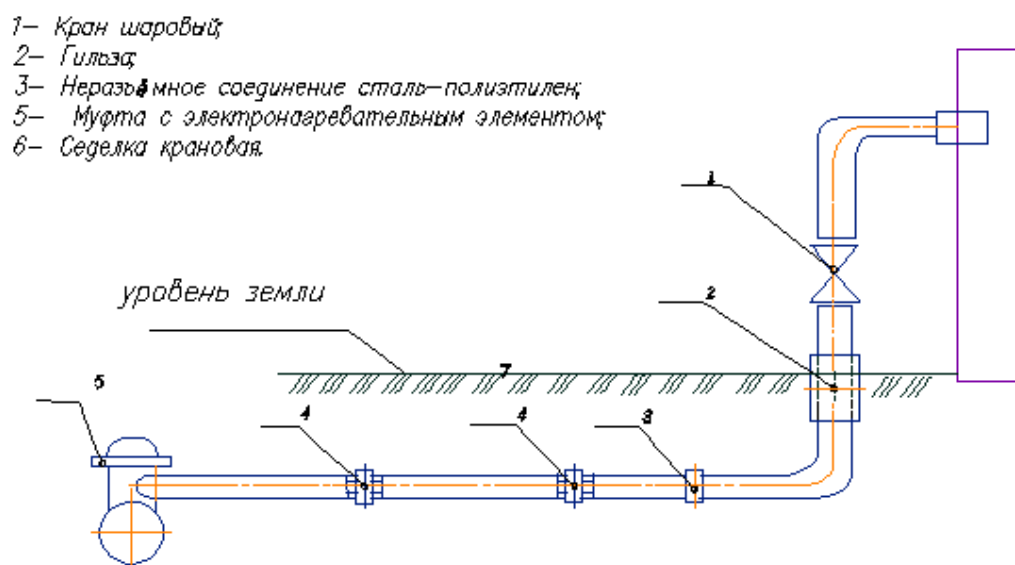 1– Кран шаровый;
2– Гильза;
3– Неразъёмное соединение сталь–полиэтилен;
5– Муфта с электронагревательным элементом;
6– Седелка крановая.
1
уровень земли
2
7
5
4
4
3